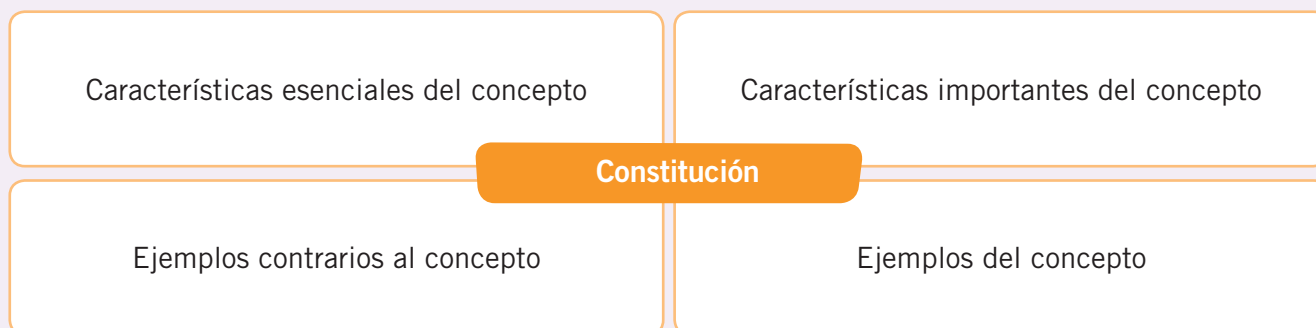 Características esenciales del concepto
Características importantes del concepto
Constitución
Ejemplos contrarios al concepto
Ejemplos del concepto